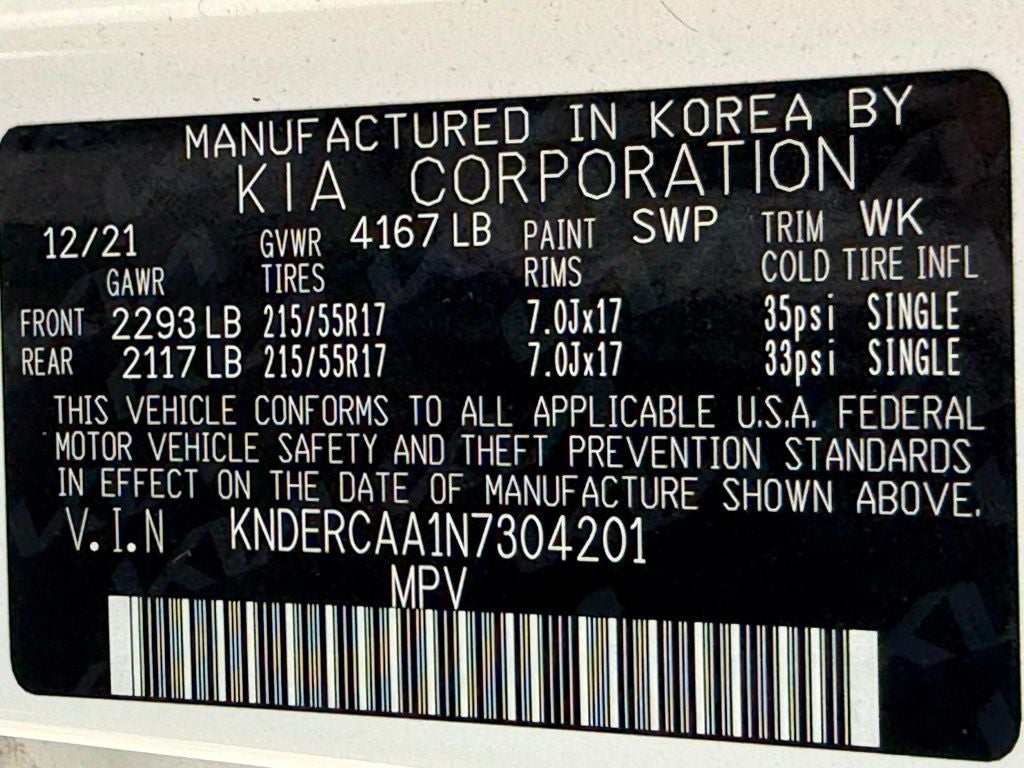 MANUFACTURED IN KOREA BY
KIA CORPORATION
12/21 GVWR 4167 LB PAINT SWP TRIM WK
GAWR TIRES RIMS COLD TIRE INFL
FRONT 2293 LB 215/55R17 7.0Jx17 35psi SINGLE
REAR 2117 LB 215/55R17 7.0Jx17 33psi SINGLE
THIS VEHICLE CONFORMS TO ALL APPLICABLE U.S.A. FEDERAL
MOTOR VEHICLE SAFETY AND THEFT PREVENTION STANDARDS
IN EFFECT ON THE DATE OF MANUFACTURE SHOWN ABOVE.
V.I.N KNDERCAA1N7304201
MPV